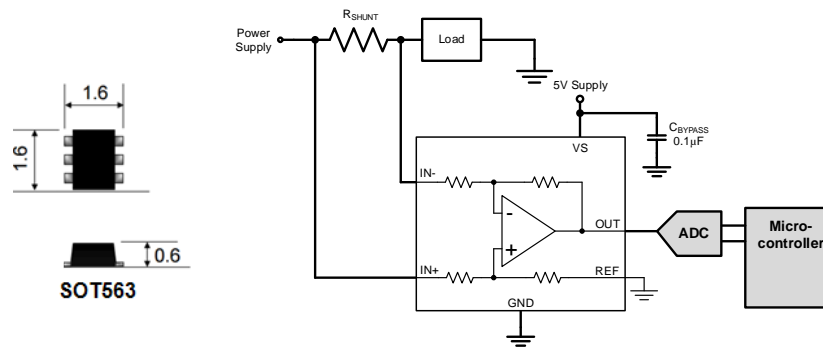 1.6
1.6
0.6
SOT563
Power
Supply
RSHUNT
Load
5V Supply
CBYPASS
0.1µF
VS
IN-
-
+
OUT
IN+
REF
GND
ADC
Micro-
controller